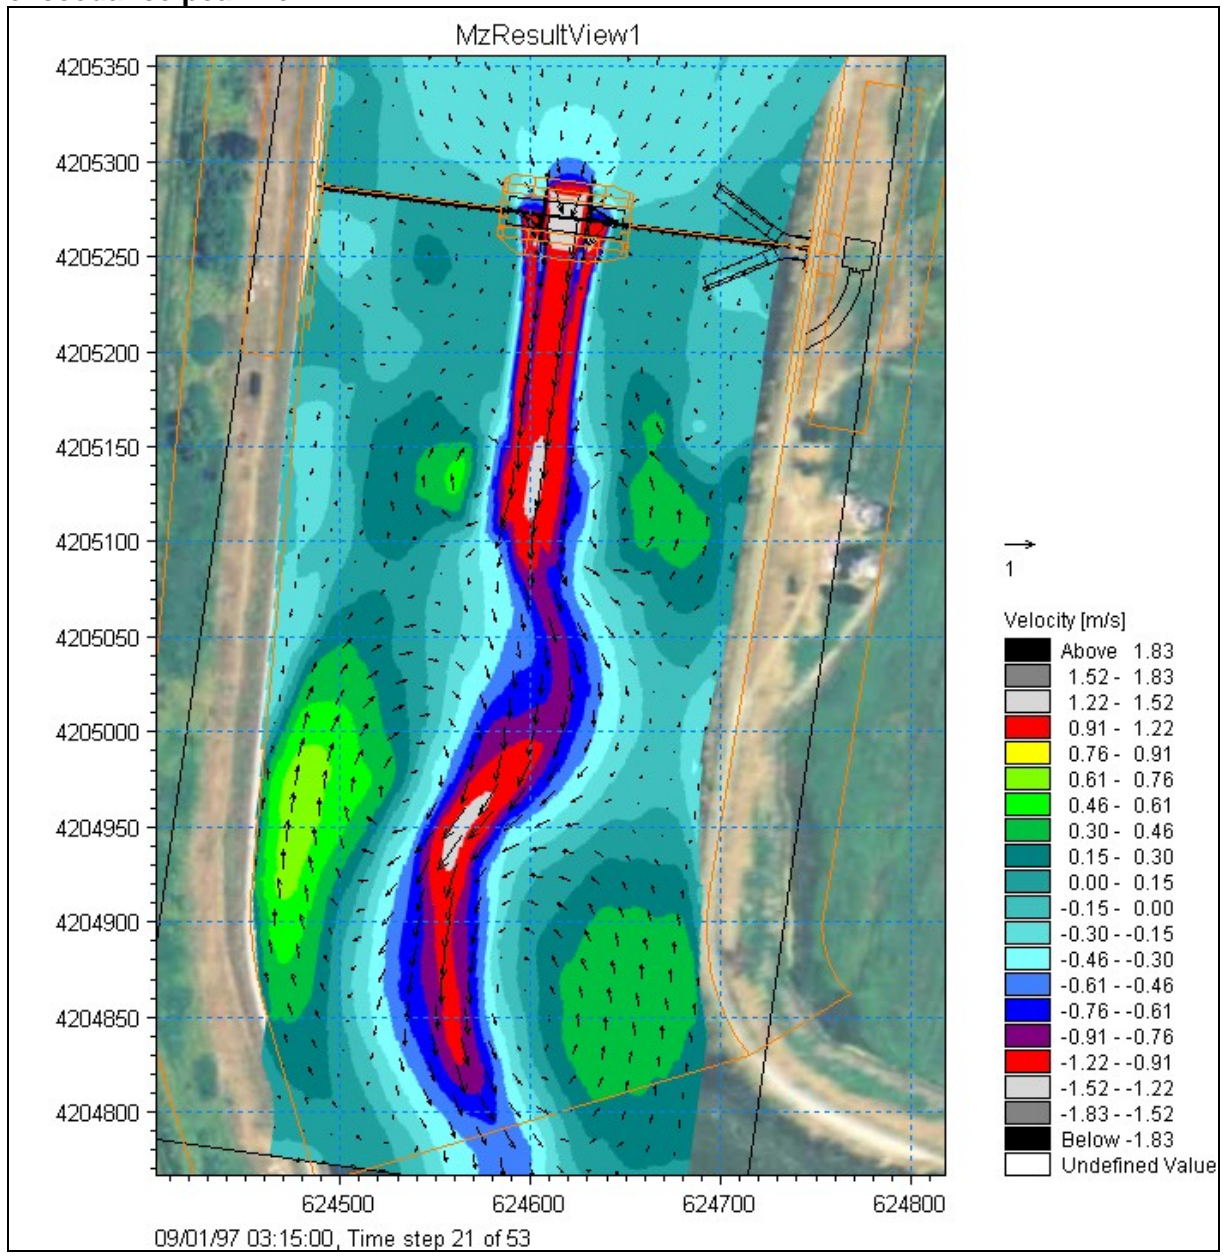 MzResultView1
4205350
4205300
4205250
4205200
4205150
4205100
4205050
4205000
4204950
4204900
4204850
4204800
624500 624600 624700 624800
09/01/97 03:15:00, Time step 21 of 53
1
Velocity [m/s]
Above 1.83
1.52 - 1.83
1.22 - 1.52
0.91 - 1.22
0.76 - 0.91
0.61 - 0.76
0.46 - 0.61
0.30 - 0.46
0.15 - 0.30
0.00 - 0.15
-0.15 - 0.00
-0.30 - -0.15
-0.46 - -0.30
-0.61 - -0.46
-0.76 - -0.61
-0.91 - -0.76
-1.22 - -0.91
-1.52 - -1.22
-1.83 - -1.52
Below -1.83
Undefined Value